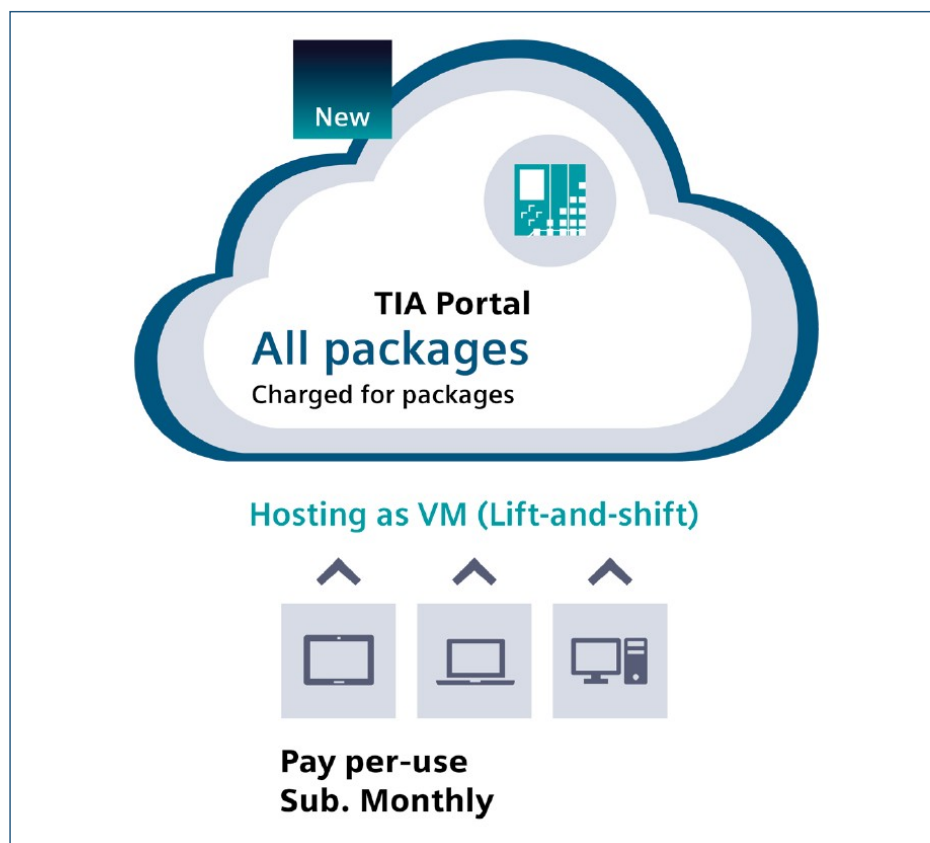 New
TIA Portal
All packages
Charged for packages
Hosting as VM (Lift-and-shift)
Pay per-use
Sub. Monthly